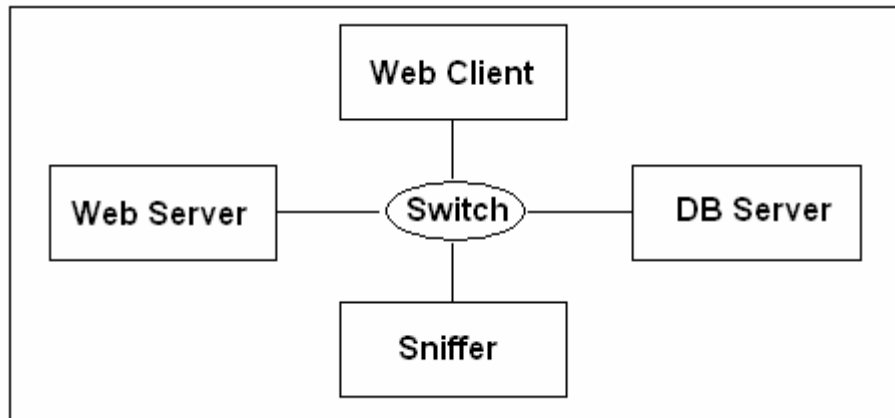 Web Client
Web Server
Switch
DB Server
Sniffer